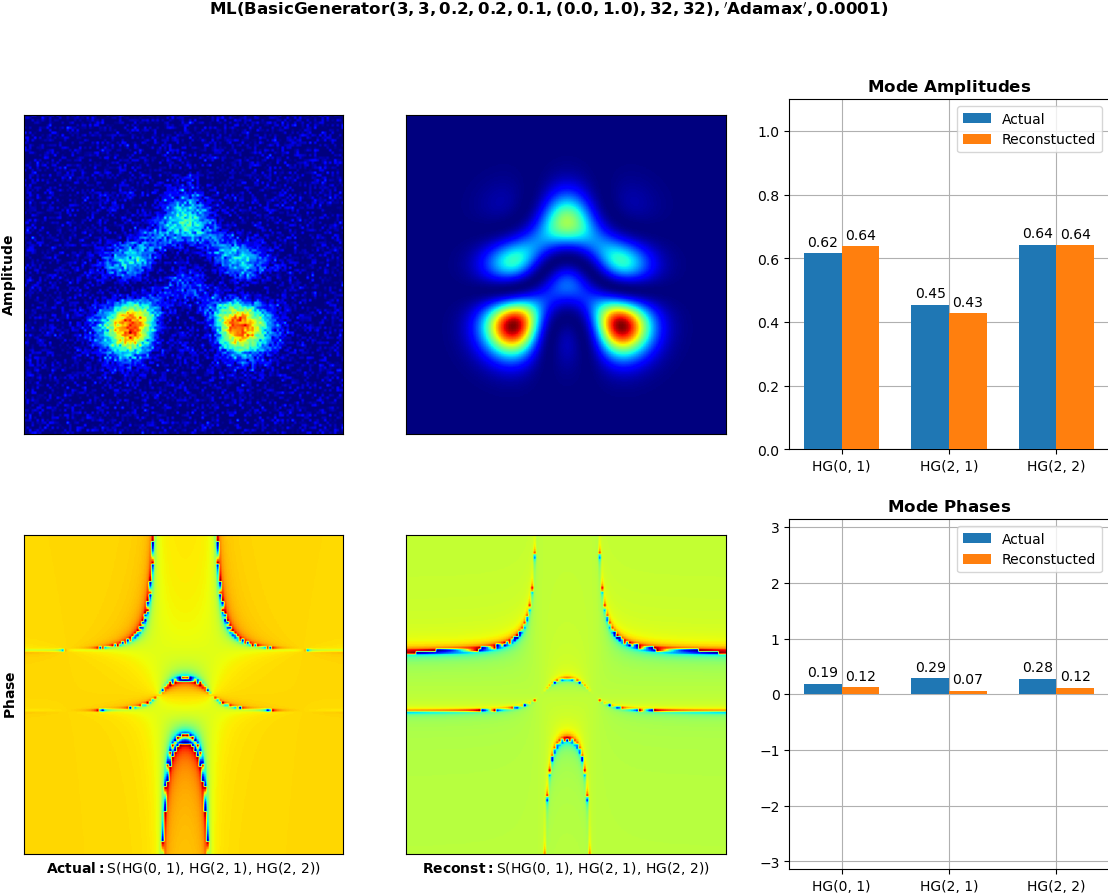 ML(BasicGenerator(3, 3, 0.2, 0.2, 0.1, (0.0, 1.0), 32, 32), ′Adamax′, 0.0001)
Amplitude
Mode Amplitudes
Actual
Reconstucted
1.0
0.8
0.6
0.4
0.2
0.0
0.62
0.64
0.45
0.43
0.64
0.64
HG(0, 1)
HG(2, 1)
HG(2, 2)
Phase
Actual: S(HG(0, 1), HG(2, 1), HG(2, 2))
Reconst: S(HG(0, 1), HG(2, 1), HG(2, 2))
Mode Phases
Actual
Reconstucted
3
2
1
0
−1
−2
−3
0.19
0.12
0.29
0.07
0.28
0.12
HG(0, 1)
HG(2, 1)
HG(2, 2)